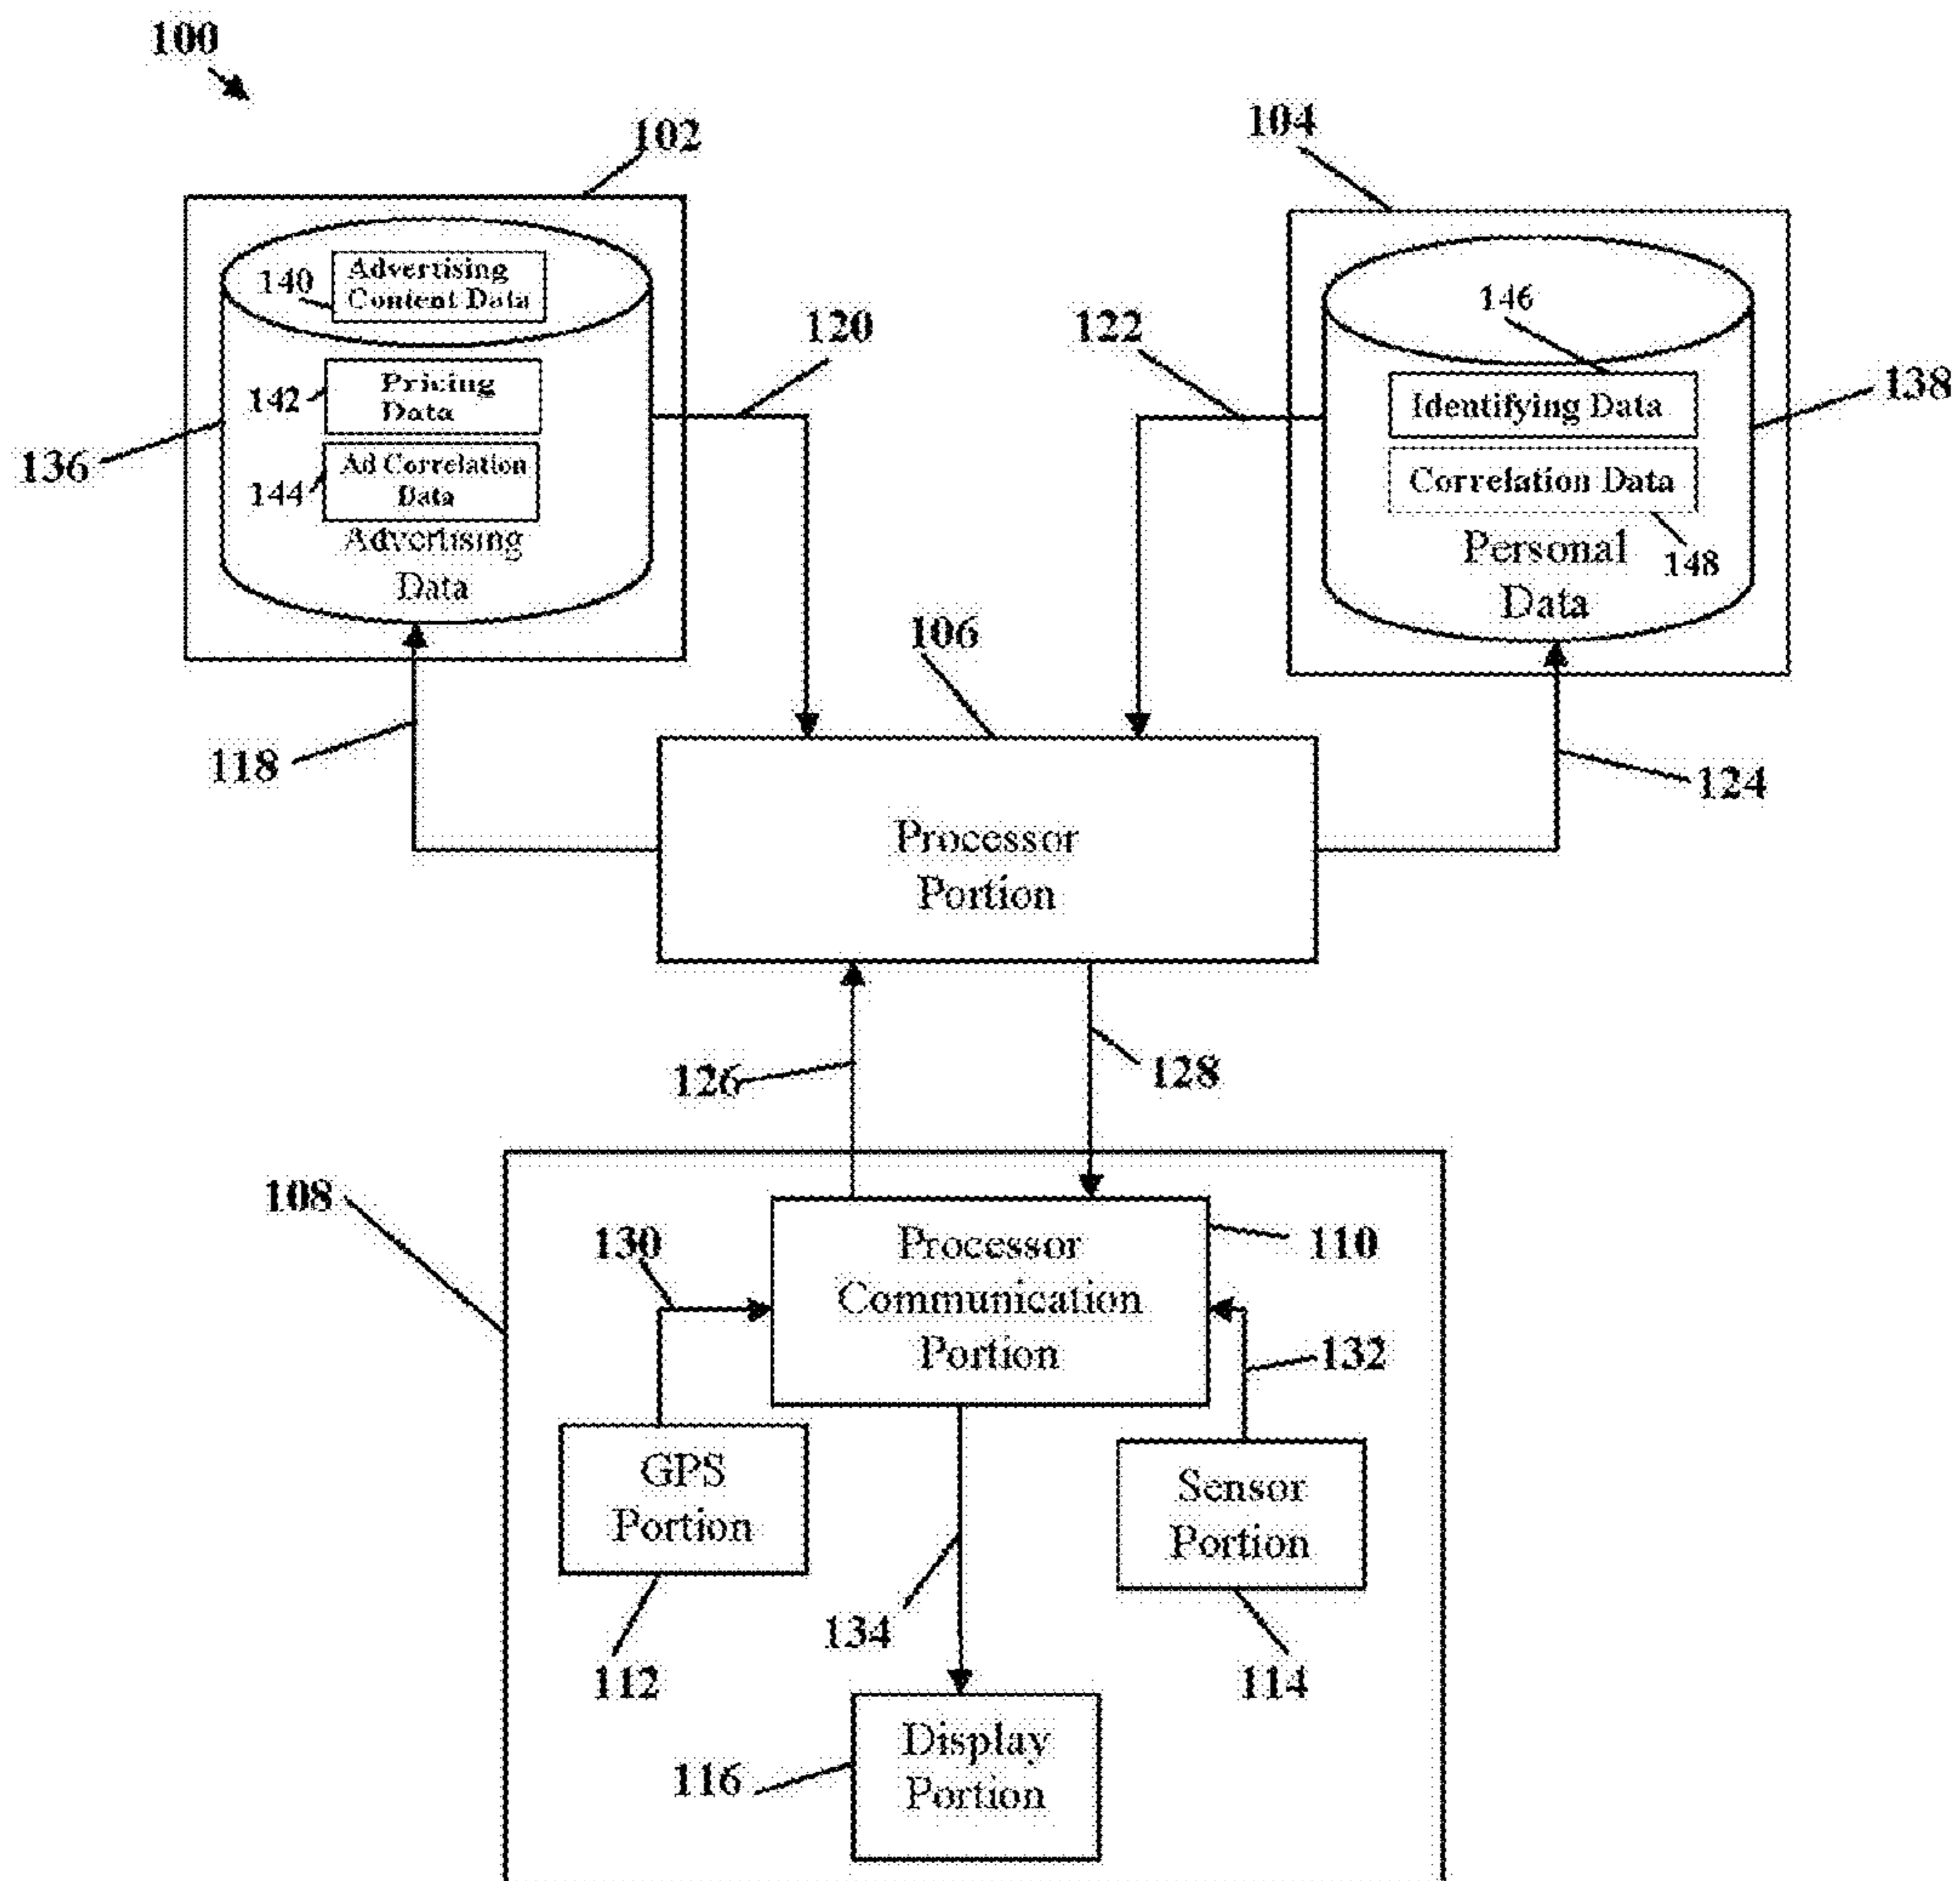 100
102
104
140
Advertising
Content Data
120
122
146
142
Pricing
Data
138
Identifying Data
136
144
Ad Correlation
Data
Correlation Data
Advertising
Data
Personal
Data
148
106
118
124
Processor
Portion
126
128
108
130
Processor
Communication
Portion
110
132
GPS
Portion
Sensor
Portion
134
112
114
116
Display
Portion